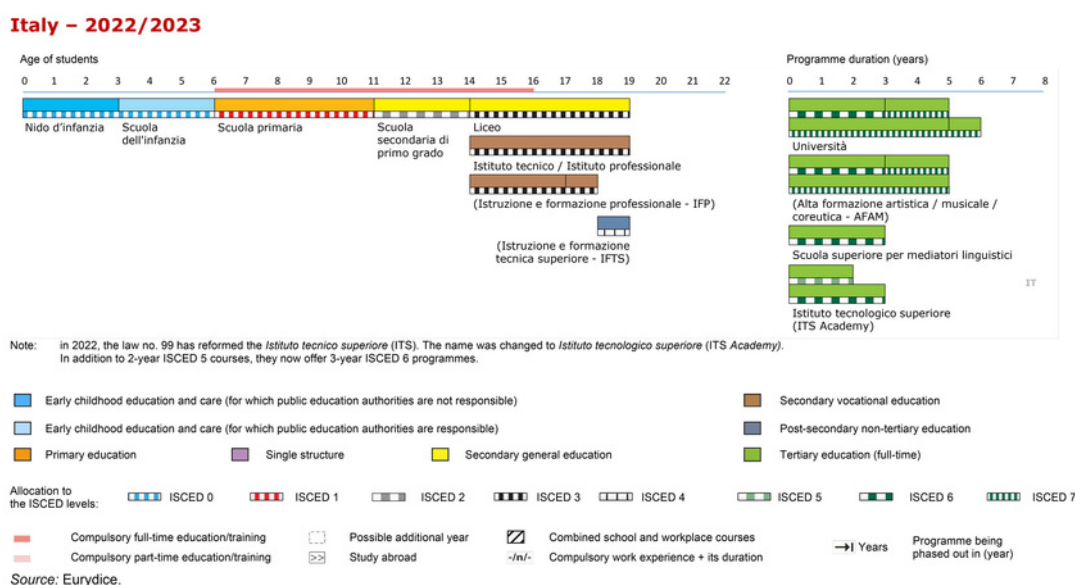 Italy – 2022/2023
Age of students
Programme duration (years)
0 1 2 3 4 5 6 7 8 9 10 11 12 13 14 15 16 17 18 19 20 21 22
0 1 2 3 4 5 6 7 8
Nido d'infanzia
Scuola
dell'infanzia
Scuola primaria
Scuola
secondaria di
primo grado
Liceo
Istituto tecnico / Istituto professionale
(Istruzione e formazione professionale - IFP)
(Istruzione e formazione
tecnica superiore - IFTS)
Università
(Alta formazione artistica / musicale /
coreutica - AFAM)
Scuola superiore per mediatori linguistici
IT
Istituto tecnologico superiore
(ITS Academy)
Note: in 2022, the law no. 99 has reformed the Istituto tecnico superiore (ITS). The name was changed to Istituto tecnologico superiore (ITS Academy).
In addition to 2-year ISCED 5 courses, they now offer 3-year ISCED 6 programmes.
Early childhood education and care (for which public education authorities are not responsible)
Secondary vocational education
Early childhood education and care (for which public education authorities are responsible)
Post-secondary non-tertiary education
Primary education
Single structure
Secondary general education
Tertiary education (full-time)
Allocation to
the ISCED levels:
ISCED 0
ISCED 1
ISCED 2
ISCED 3
ISCED 4
ISCED 5
ISCED 6
ISCED 7
Compulsory full-time education/training
Possible additional year
Combined school and workplace courses
Years
Programme being
phased out in (year)
Compulsory part-time education/training
>> Study abroad
-/n/- Compulsory work experience + its duration
Source: Eurydice.